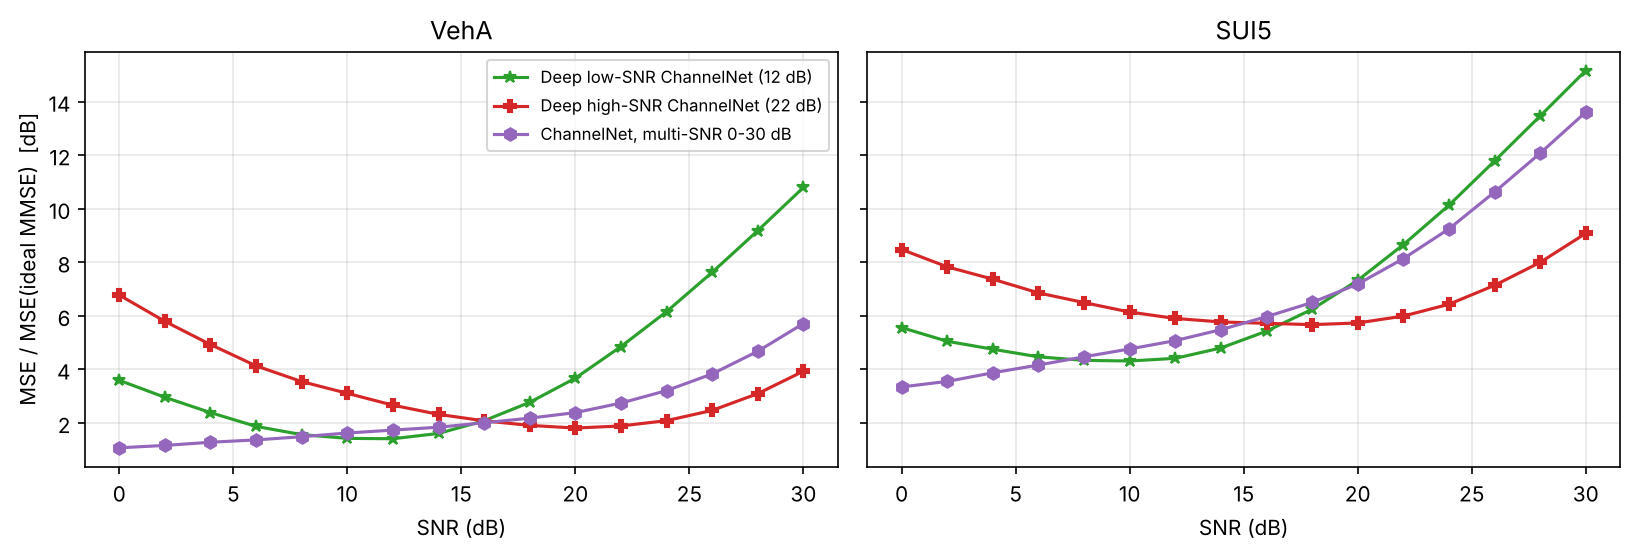 VehA
SUI5
MSE / MSE(ideal MMSE) [dB]
14
12
10
8
6
4
2
Deep low-SNR ChannelNet (12 dB)
Deep high-SNR ChannelNet (22 dB)
ChannelNet, multi-SNR 0-30 dB
0 5 10 15 20 25 30
0 5 10 15 20 25 30
SNR (dB)
SNR (dB)